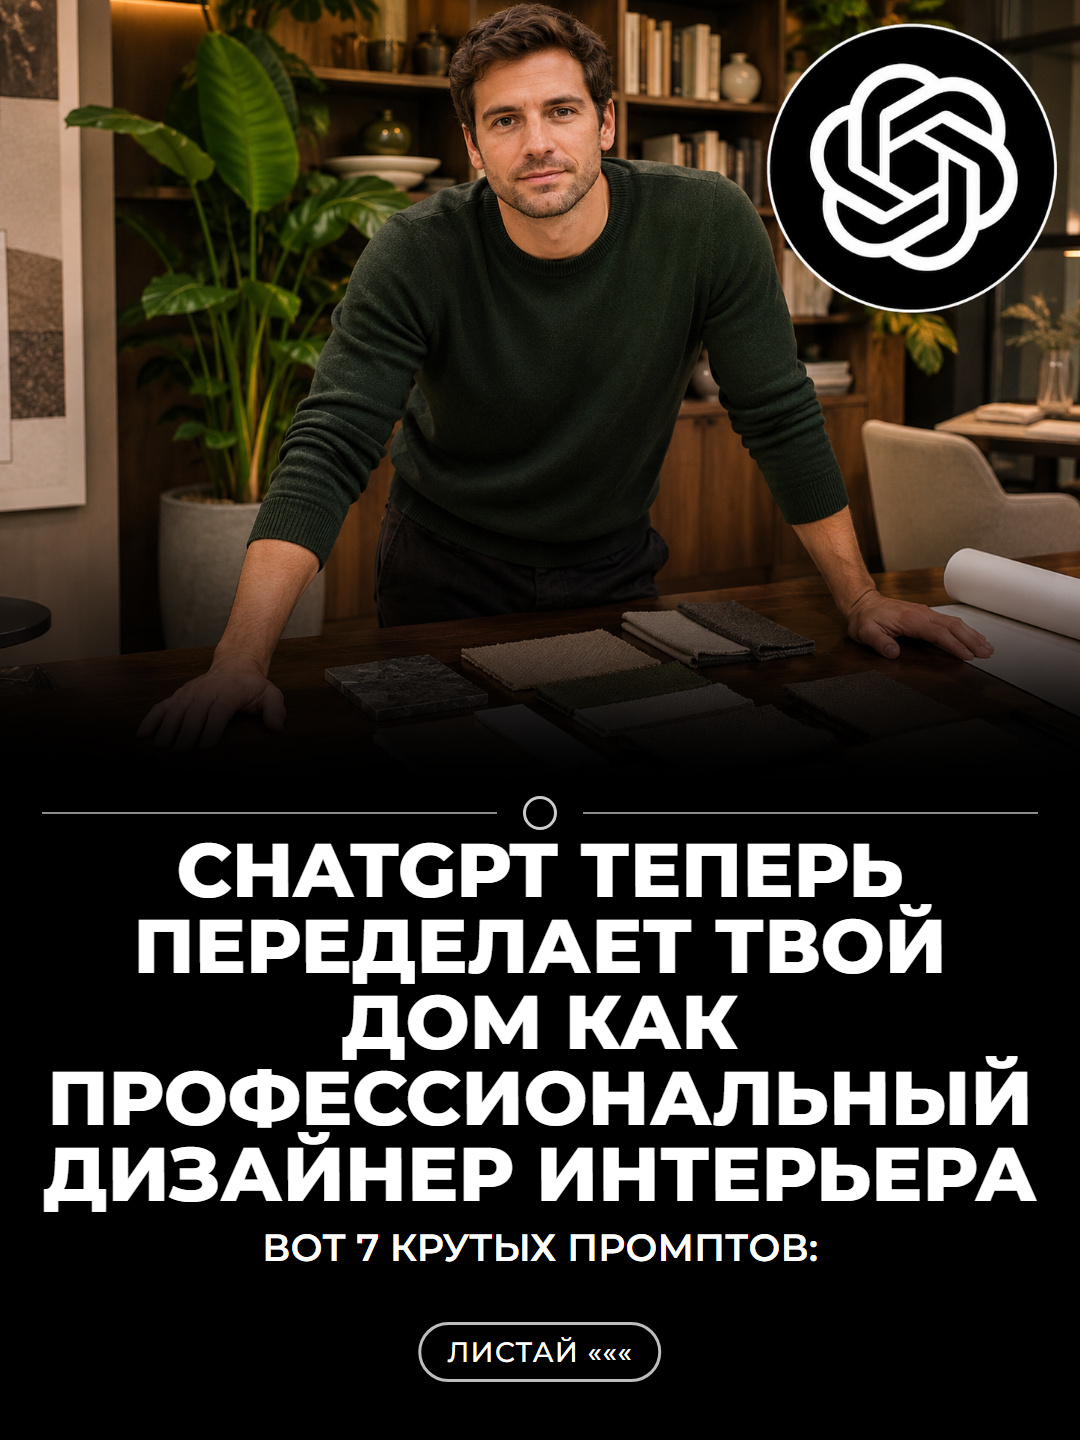 CHATGPT ТЕПЕРЬ
ПЕРЕДЕЛАЕТ ТВОЙ
ДОМ КАК
ПРОФЕССИОНАЛЬНЫЙ
ДИЗАЙНЕР ИНТЕРЬЕРА
ВОТ 7 КРУТЫХ ПРОМПТОВ:
ЛИСТАЙ «««